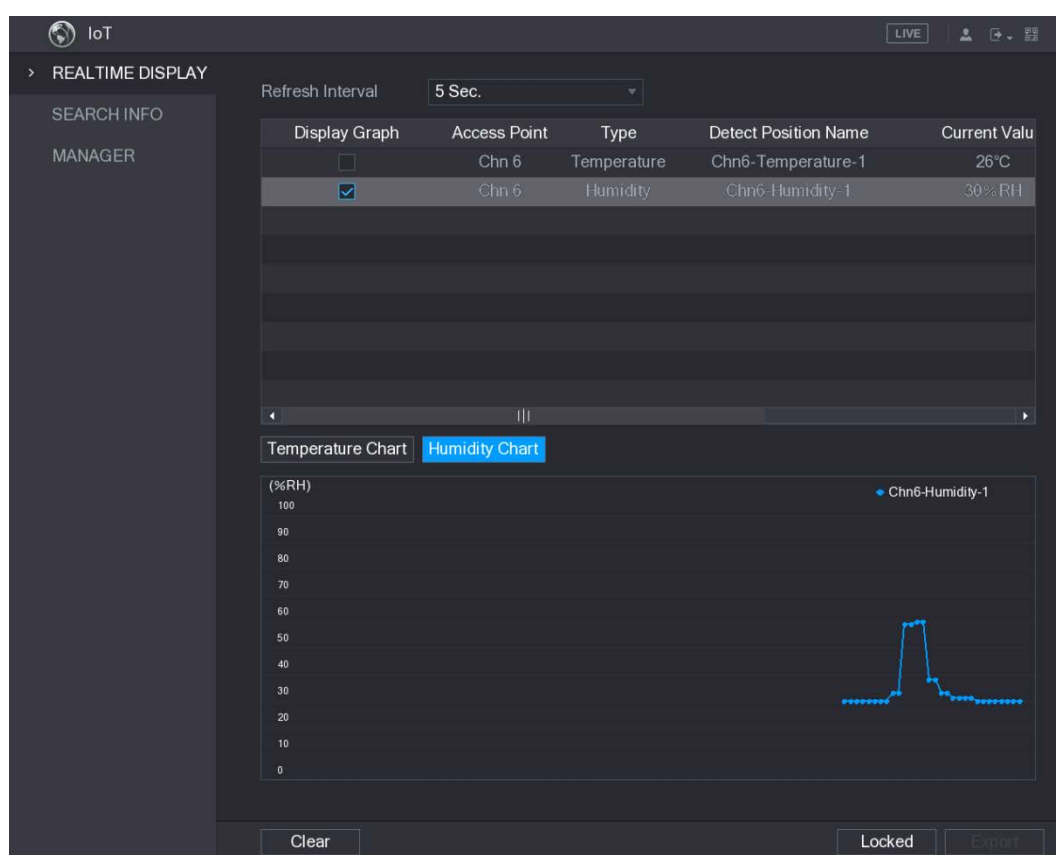 IoT LIVE
REALTIME DISPLAY
SEARCH INFO
MANAGER
Refresh Interval 5 Sec.
Display Graph Access Point Type Detect Position Name Current Valu
Chn 6 Temperature Chn6-Temperature-1 26°C
Chn 6 Humidity Chn6-Humidity-1 30%RH
Temperature Chart Humidity Chart
(%RH)
Chn6-Humidity-1
100
90
80
70
60
50
40
30
20
10
0
Clear Locked Export